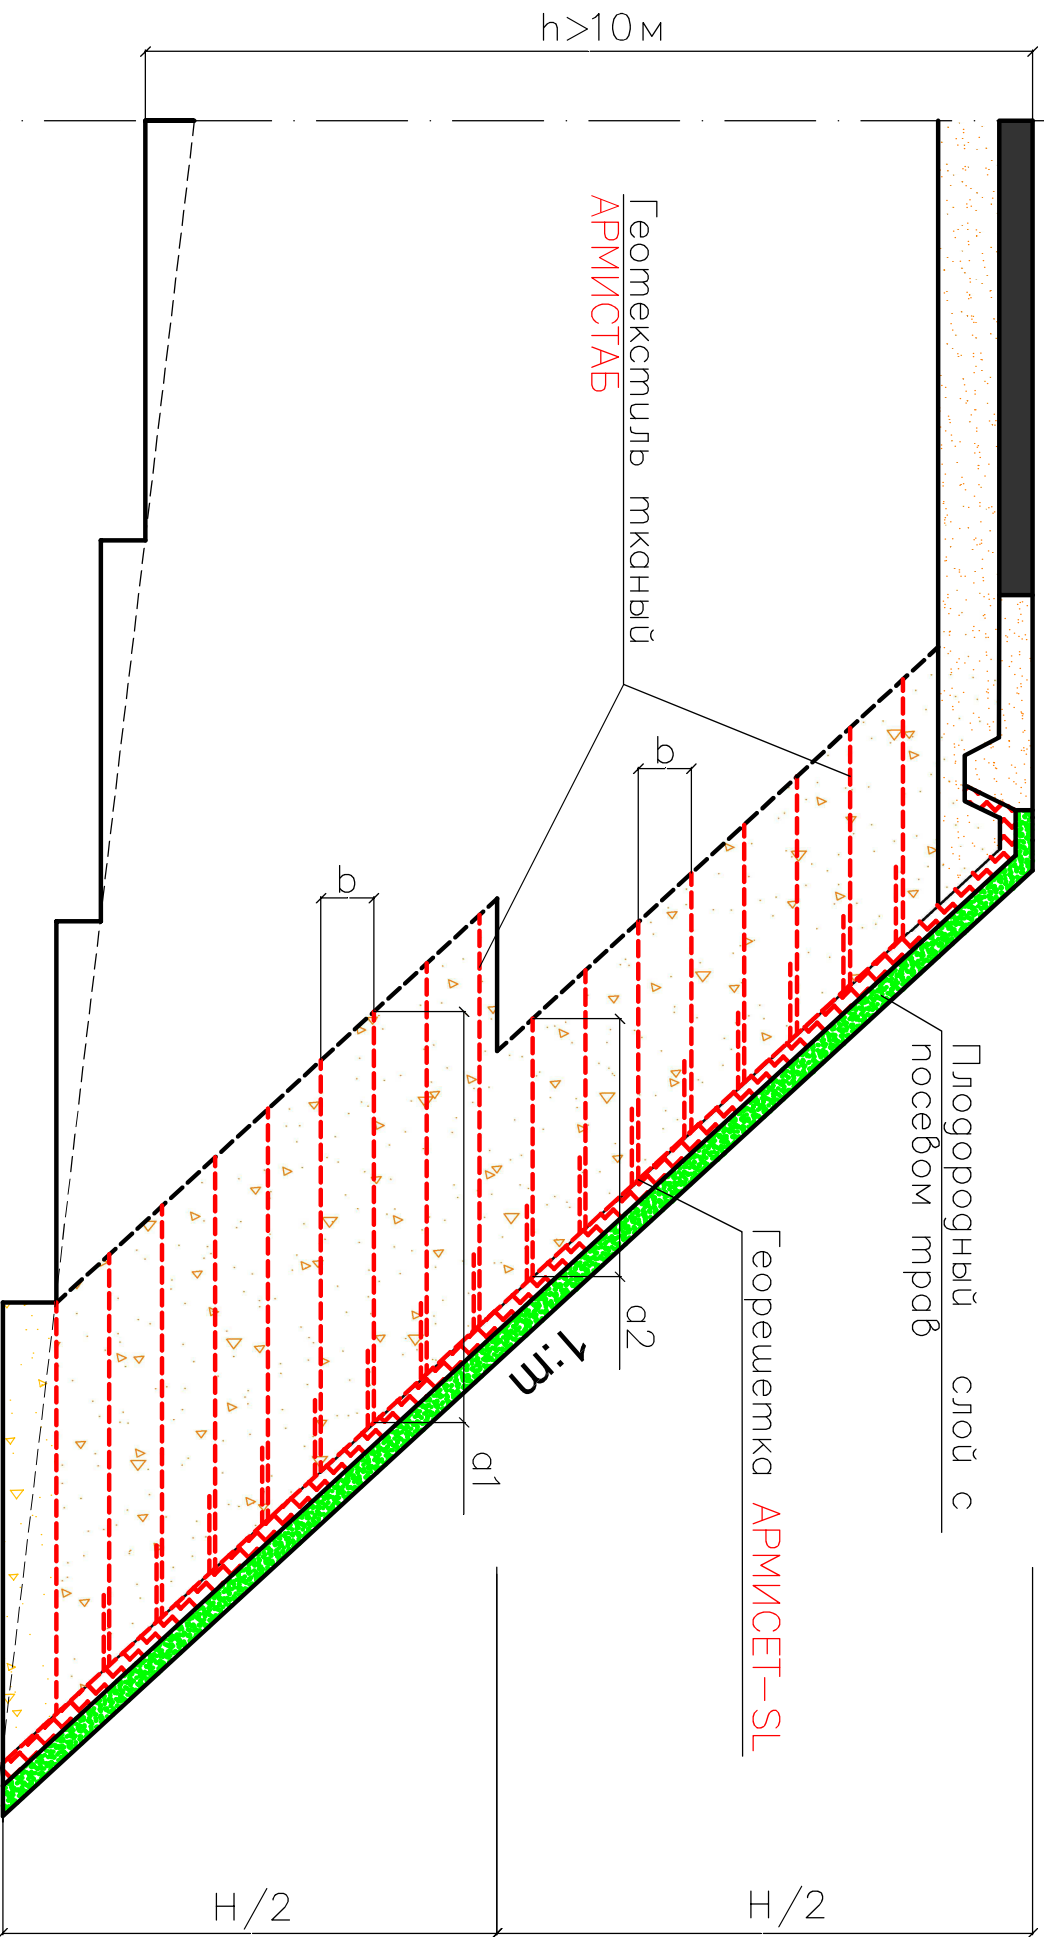 h>10м
Геотекстиль тканый
АРМИСТАБ
b
b
Плодородный слой с
посевом трав
Георешетка АРМИСЕТ-SL
a2
1:m
a1
H/2
H/2